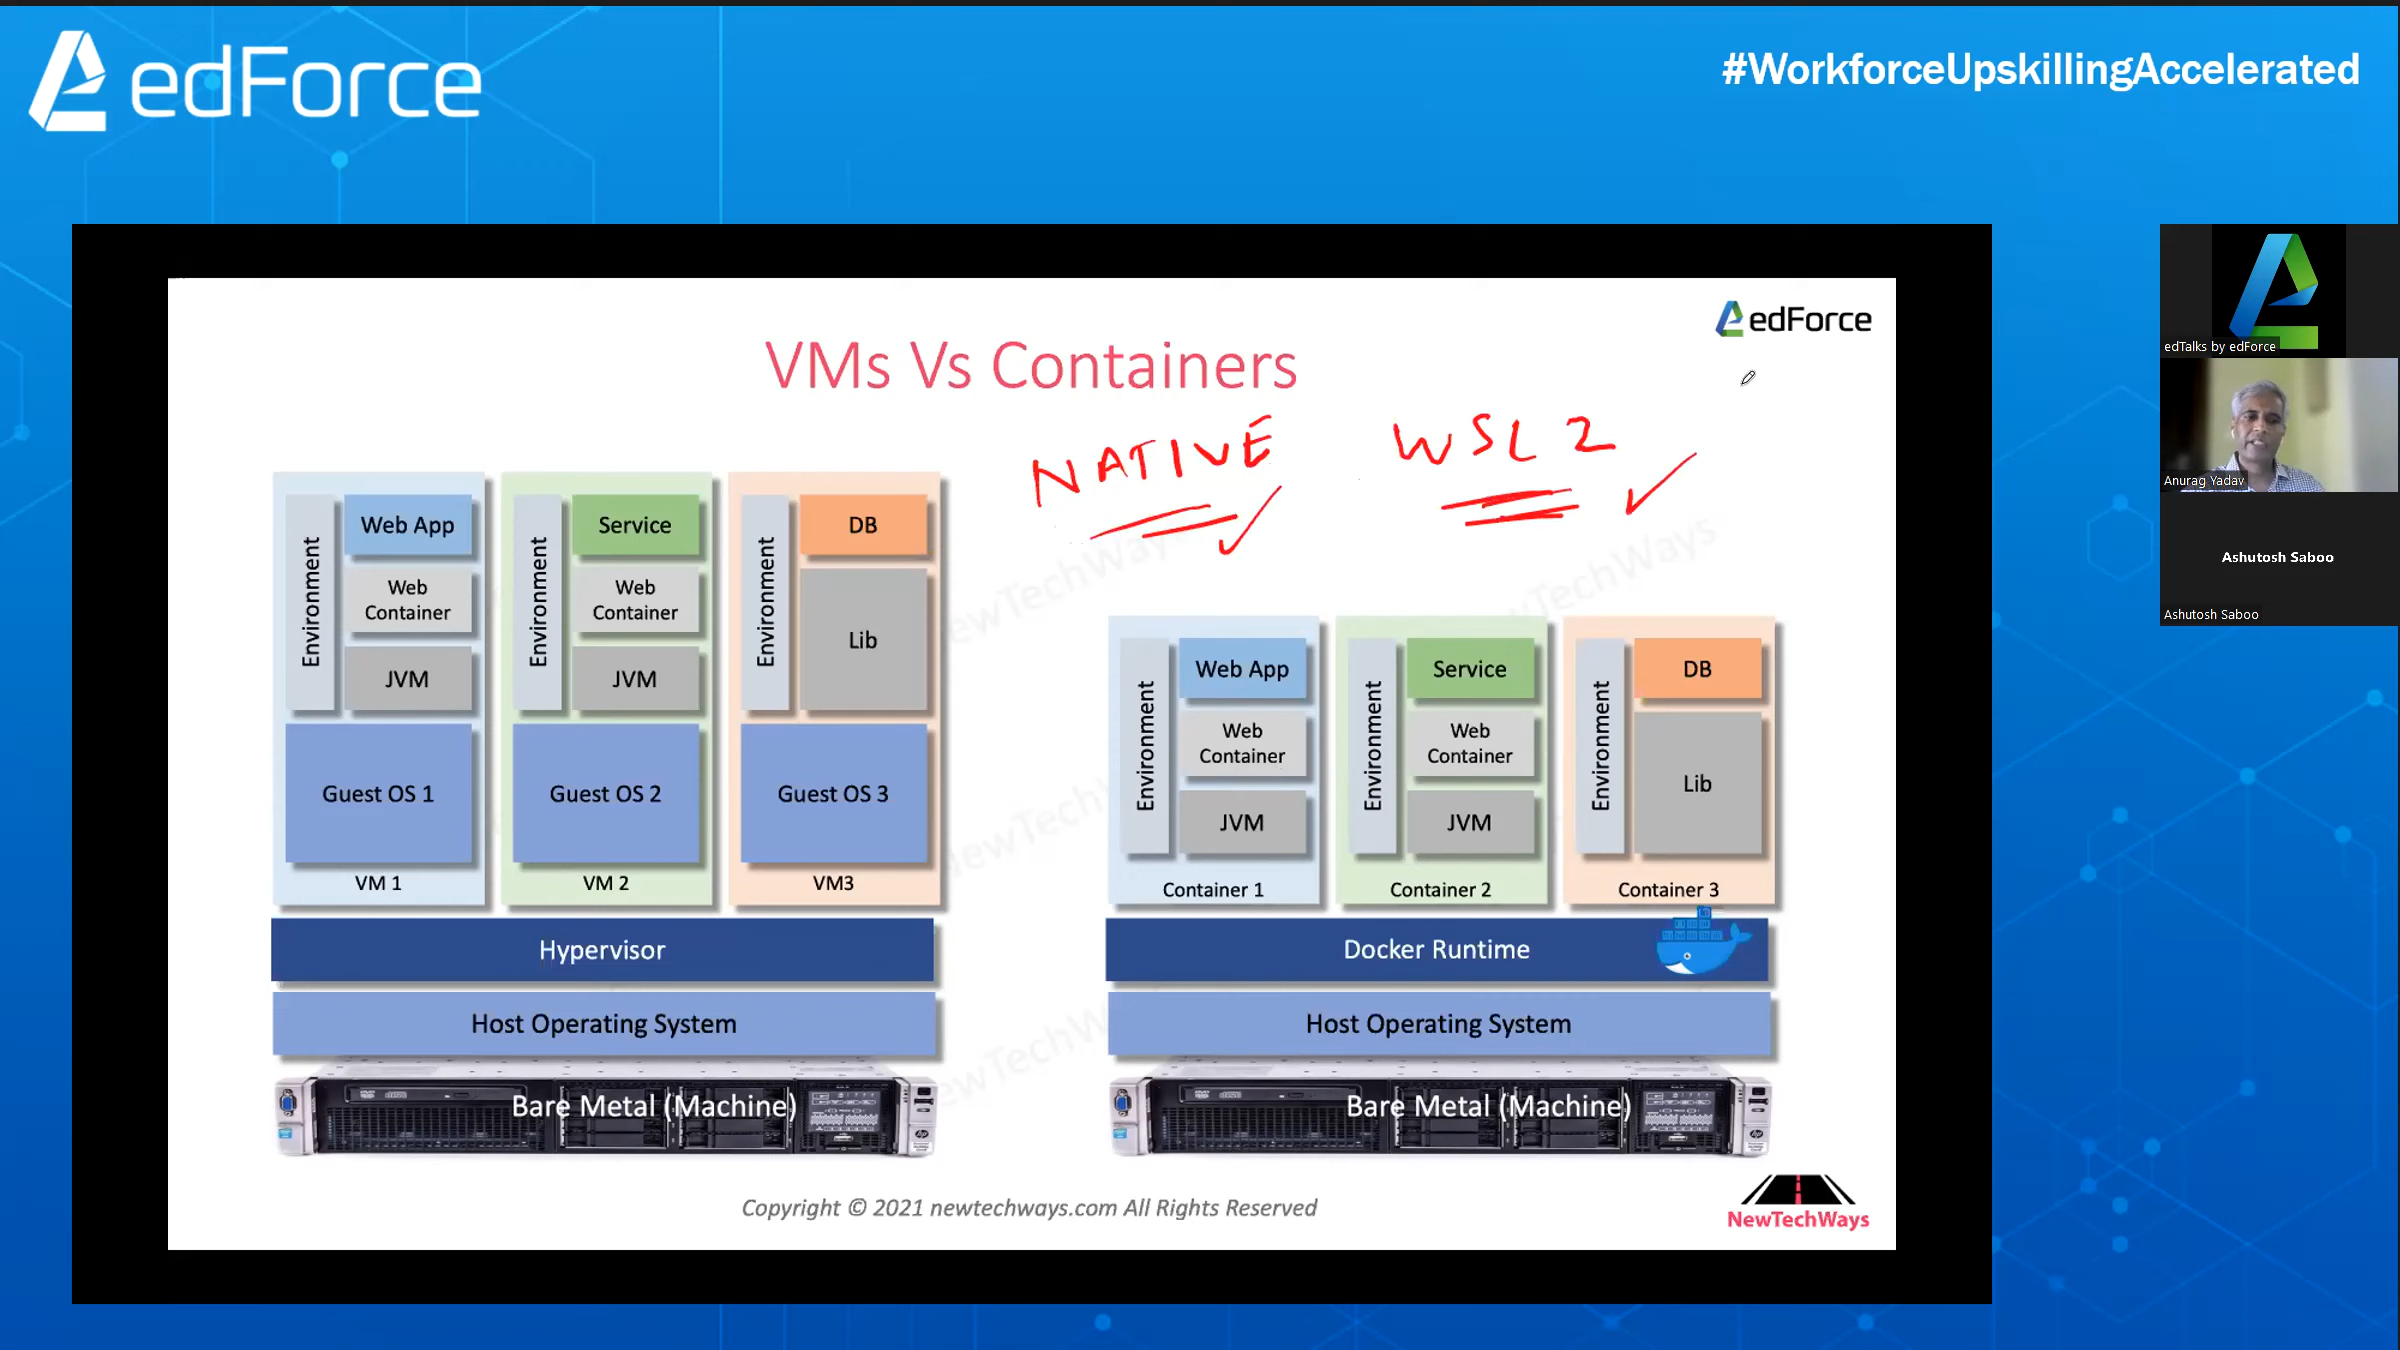 edForce
#WorkforceUpskillingAccelerated
edForce
VMs Vs Containers
NATIVE WSL 2
Environment
Web App
Web
Container
JVM
Guest OS 1
VM 1
Environment
Service
Web
Container
JVM
Guest OS 2
VM 2
Environment
DB
Lib
Guest OS 3
VM3
Hypervisor
Host Operating System
Bare Metal (Machine)
Environment
Web App
Web
Container
JVM
Container 1
Environment
Service
Web
Container
JVM
Container 2
Environment
DB
Lib
Container 3
Docker Runtime
Host Operating System
Bare Metal (Machine)
NewTechWays
Copyright © 2021 newtechways.com All Rights Reserved
NewTechWays
edTalks by edForce
Anurag Yadav
Ashutosh Saboo
Ashutosh Saboo